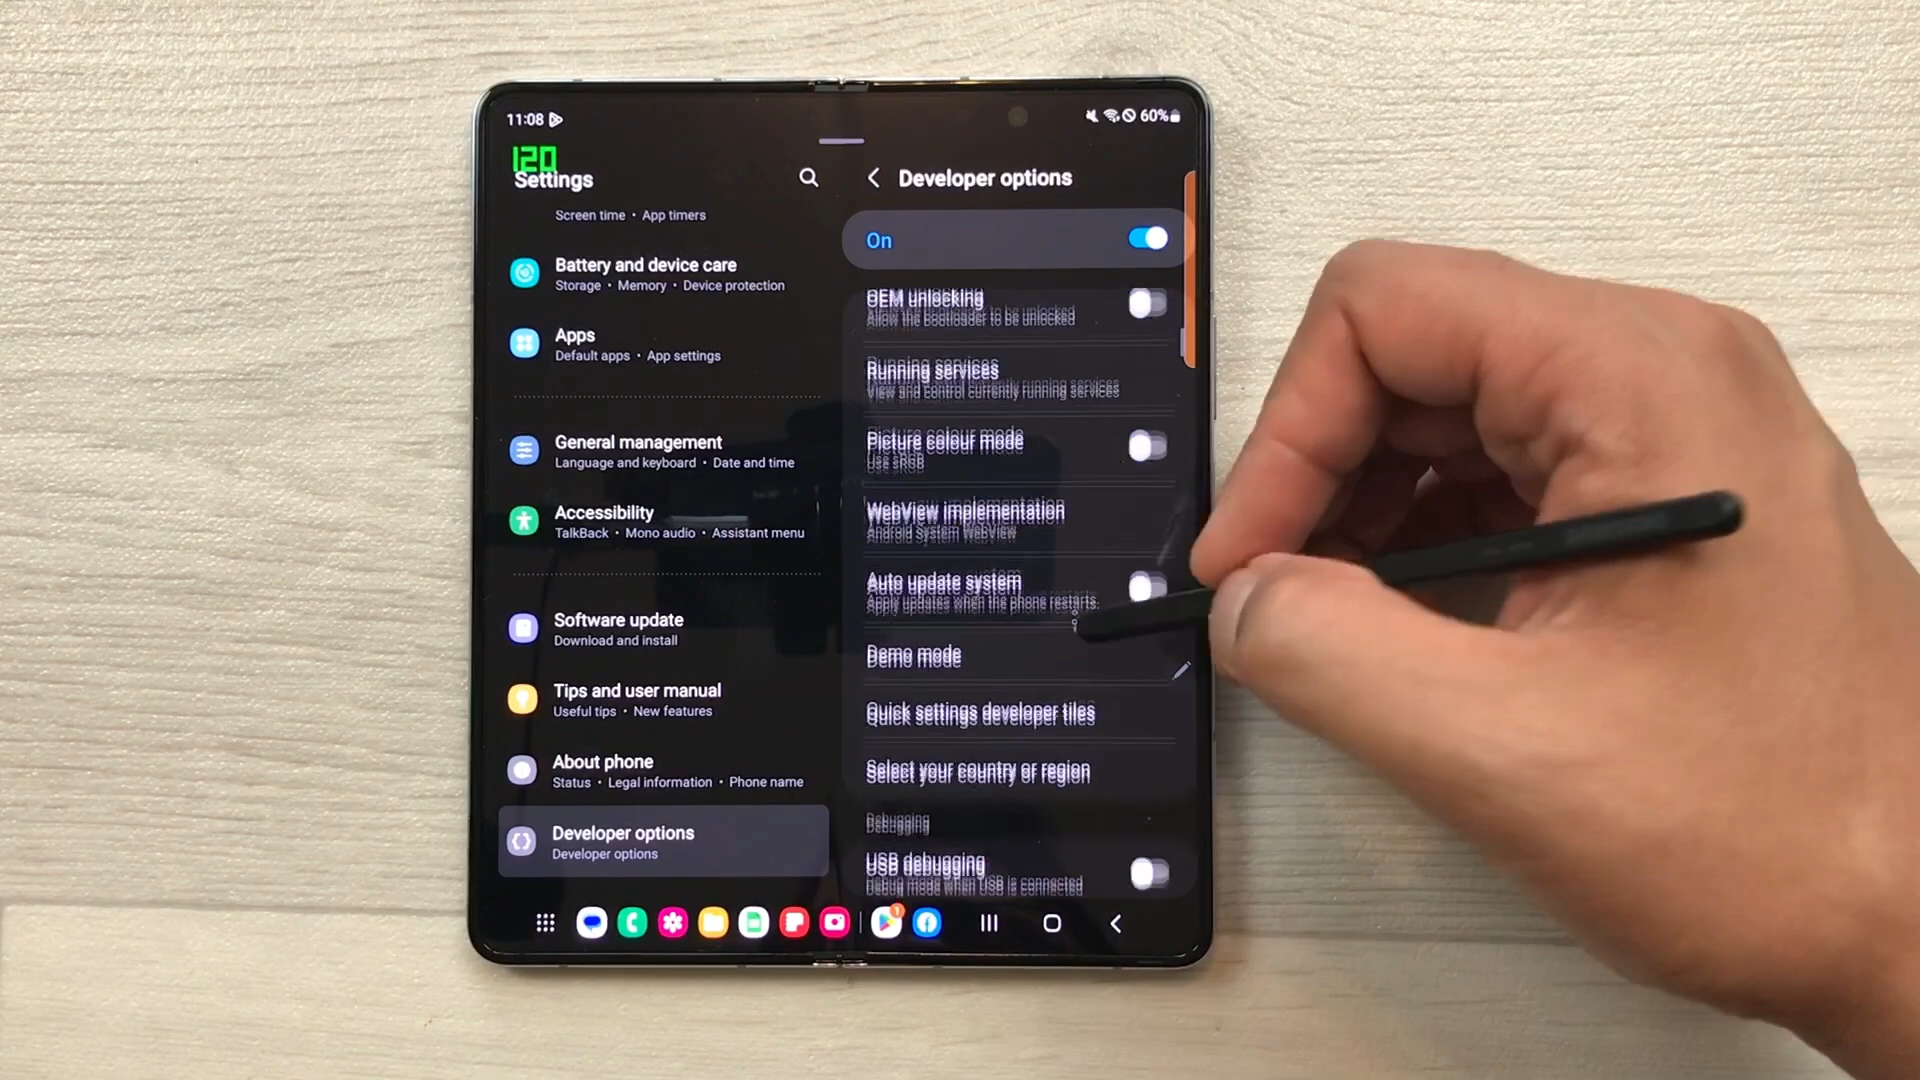 11:08
60%
120
Settings
Screen time • App timers
Battery and device care
Storage • Memory • Device protection
Apps
Default apps • App settings
General management
Language and keyboard • Date and time
Accessibility
TalkBack • Mono audio • Assistant menu
Software update
Download and install
Tips and user manual
Useful tips • New features
About phone
Status • Legal information • Phone name
Developer options
Developer options
Developer options
On
OEM unlocking
Allow the bootloader to be unlocked
Running services
View and control currently running services
Picture colour mode
Use sRGB
WebView implementation
Android System WebView
Auto update system
Apply updates when the phone restarts.
Demo mode
Quick settings developer tiles
Select your country or region
Debugging
USB debugging
Debug mode when USB is connected
1